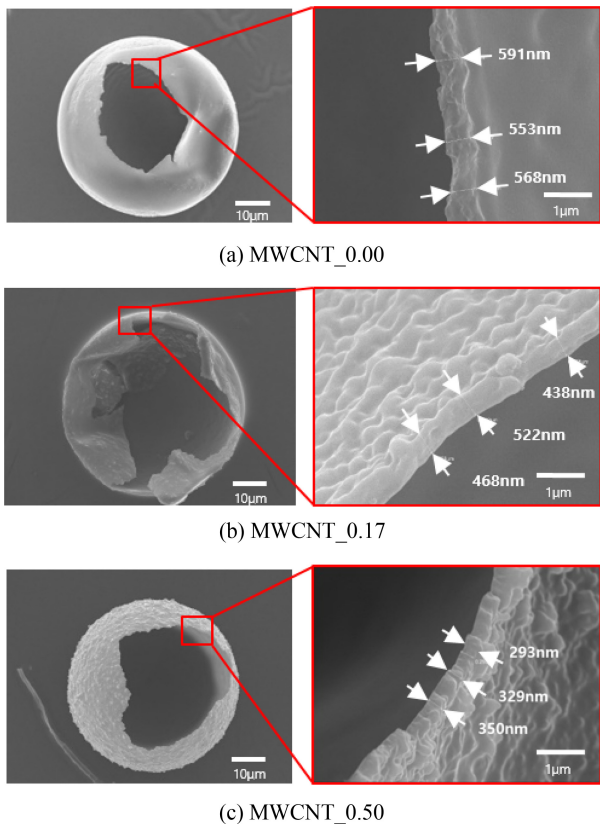 591nm
553nm
568nm
10μm
1μm
(a) MWCNT_0.00
438nm
522nm
468nm
10μm
1μm
(b) MWCNT_0.17
293nm
329nm
350nm
10μm
1μm
(c) MWCNT_0.50